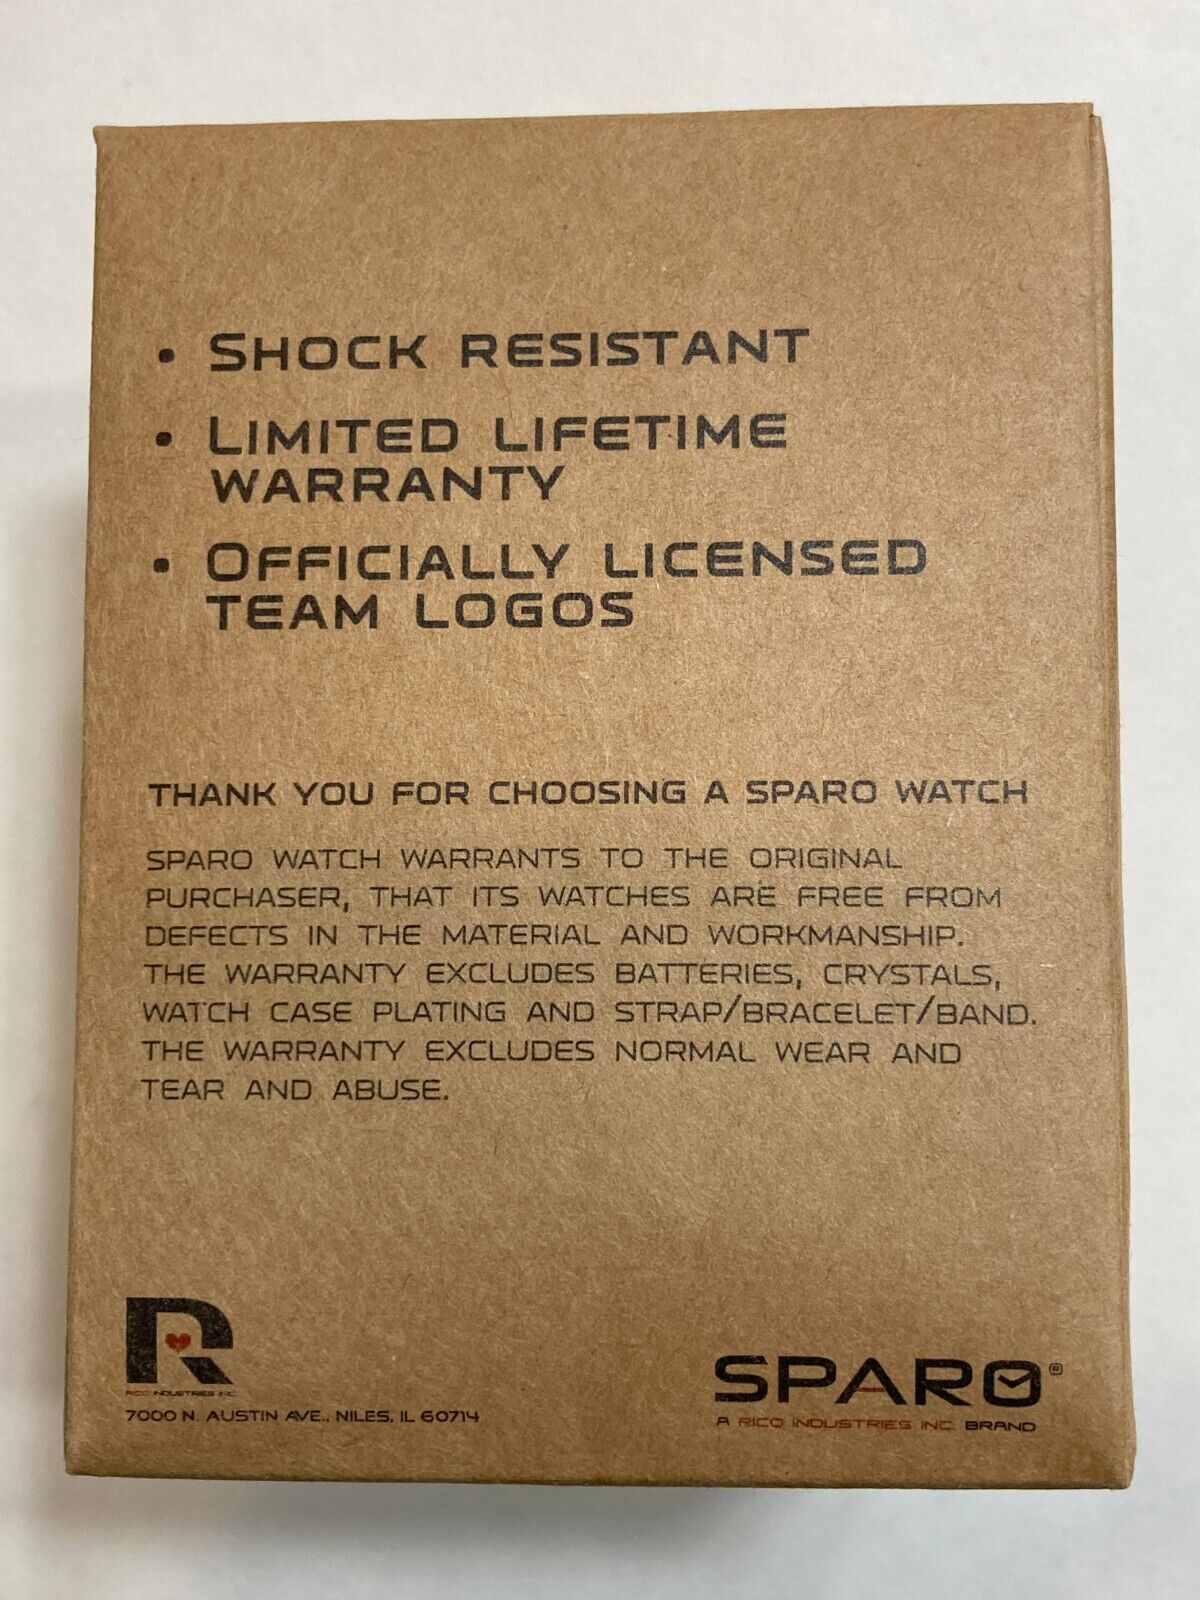 • SHOCK RESISTANT
• LIMITED LIFETIME
WARRANTY
• OFFICIALLY LICENSED
TEAM LOGOS
THANK YOU FOR CHOOSING A SPARO WATCH
SPARO WATCH WARRANTS TO THE ORIGINAL
PURCHASER, THAT ITS WATCHES ARE FREE FROM
DEFECTS IN THE MATERIAL AND WORKMANSHIP.
THE WARRANTY EXCLUDES BATTERIES, CRYSTALS,
WATCH CASE PLATING AND STRAP/BRACELET/BAND.
THE WARRANTY EXCLUDES NORMAL WEAR AND
TEAR AND ABUSE.
R
RICO INDUSTRIES INC
7000 N. AUSTIN AVE., NILES, IL 60714
SPARO®
A RICO INDUSTRIES INC. BRAND